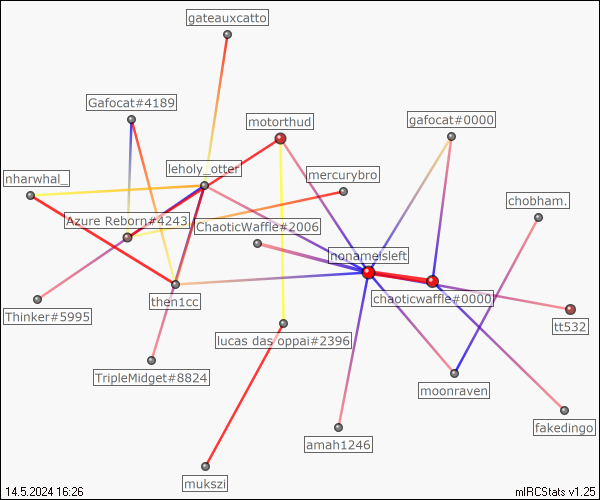 gateauxcatto
Gafocat#4189
motorthud
gafocat#0000
leholy_otter
mercurybro
nharwhal_
chobham.
Azure Reborn#4243
ChaoticWaffle#2006
nonameisleft
then1cc
chaoticwaffle#0000
Thinker#5995
tt532
lucas das oppai#2396
TripleMidget#8824
moonraven
fakedingo
amah1246
mukszi
14.5.2024 16:26
mIRCStats v1.25